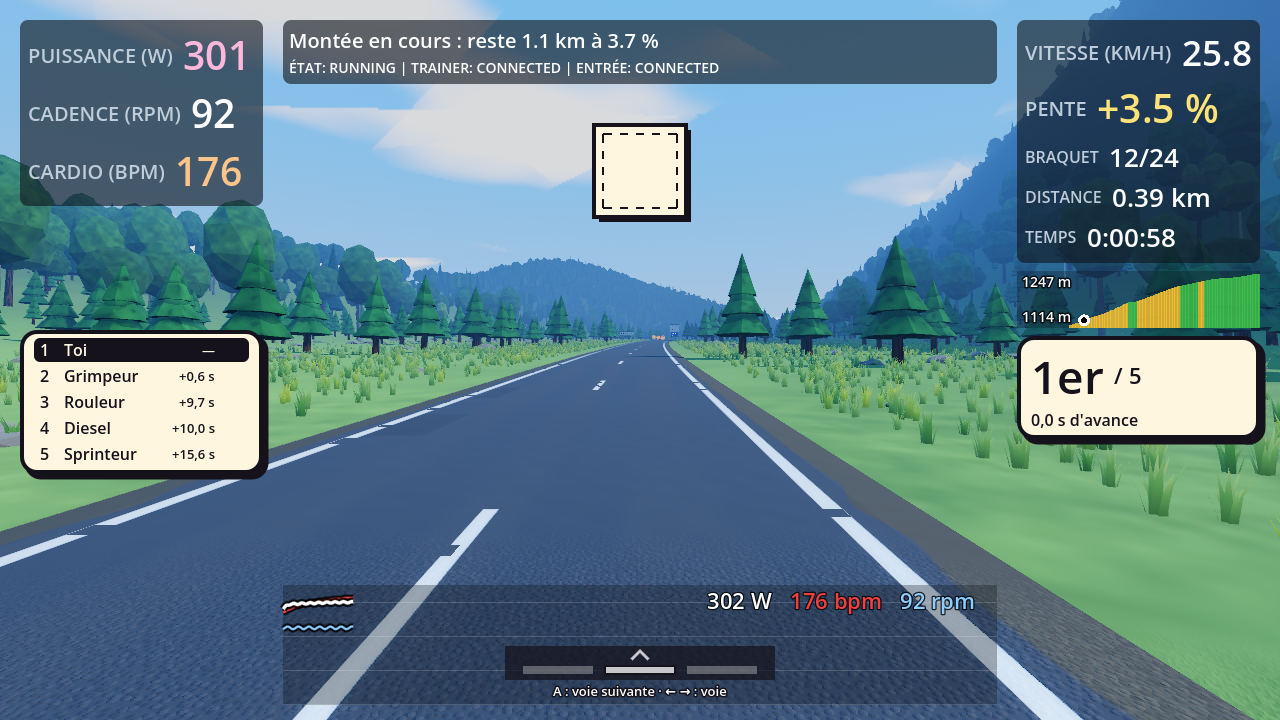 PUISSANCE (W) 301
CADENCE (RPM) 92
CARDIO (BPM) 176
Montée en cours : reste 1.1 km à 3.7 %
ÉTAT: RUNNING | TRAINER: CONNECTED | ENTRÉE: CONNECTED
VITESSE (KM/H) 25.8
PENTE +3.5 %
BRAQUET 12/24
DISTANCE 0.39 km
TEMPS 0:00:58
1247 m
1114 m
1 Toi —
2 Grimpeur +0,6 s
3 Rouleur +9,7 s
4 Diesel +10,0 s
5 Sprinteur +15,6 s
1er / 5
0,0 s d'avance
302 W 176 bpm 92 rpm
A : voie suivante · ← → : voie